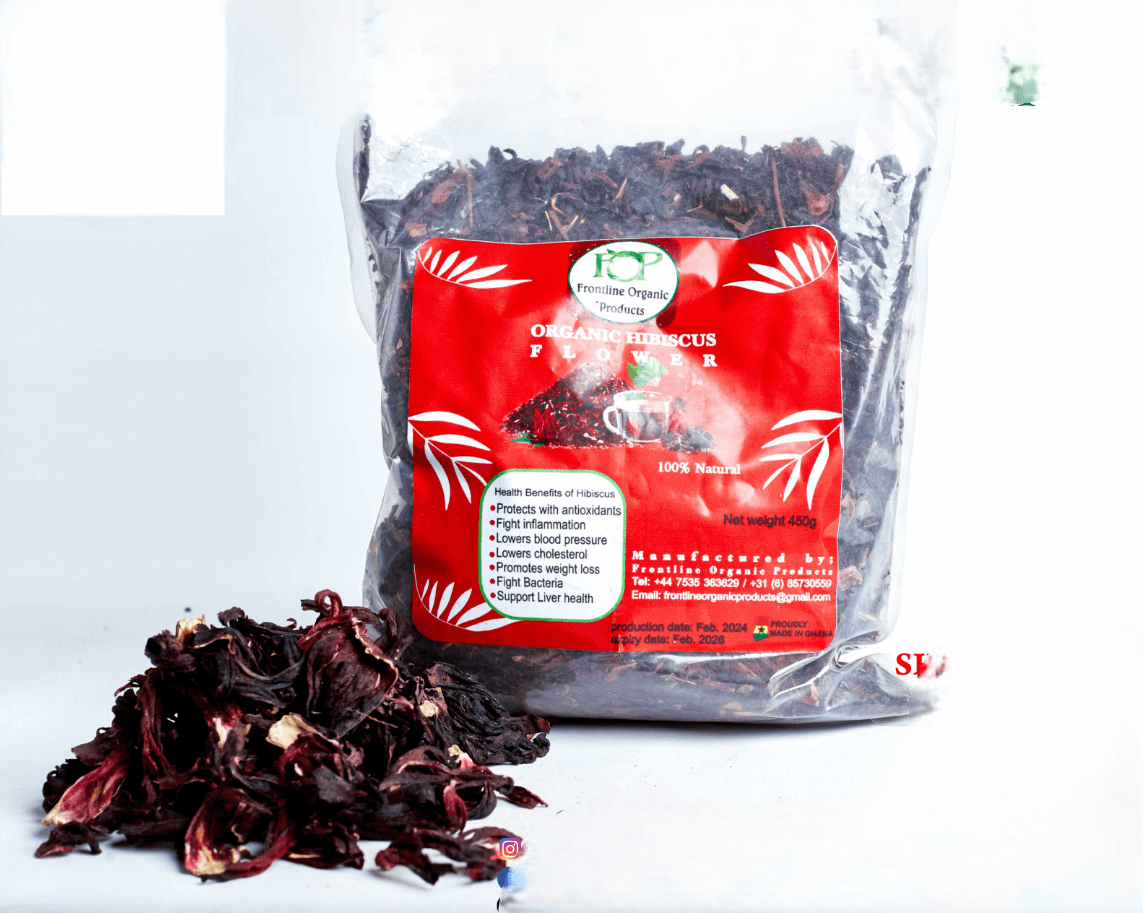 FOP
Frontline Organic
Products
ORGANIC HIBISCUS
FLOWER
100% Natural
Health Benefits of Hibiscus
•Protects with antioxidants
•Fight inflammation
•Lowers blood pressure
•Lowers cholesterol
•Promotes weight loss
•Fight Bacteria
•Support Liver health
Net weight 450g
Manufactured by:
Frontline Organic Products
Tel: +44 7535 363629 / +31 (6) 85730559
Email: frontlineorganicproducts@gmail.com
production date: Feb. 2024
expiry date: Feb. 2026
PROUDLY
MADE IN GHANA